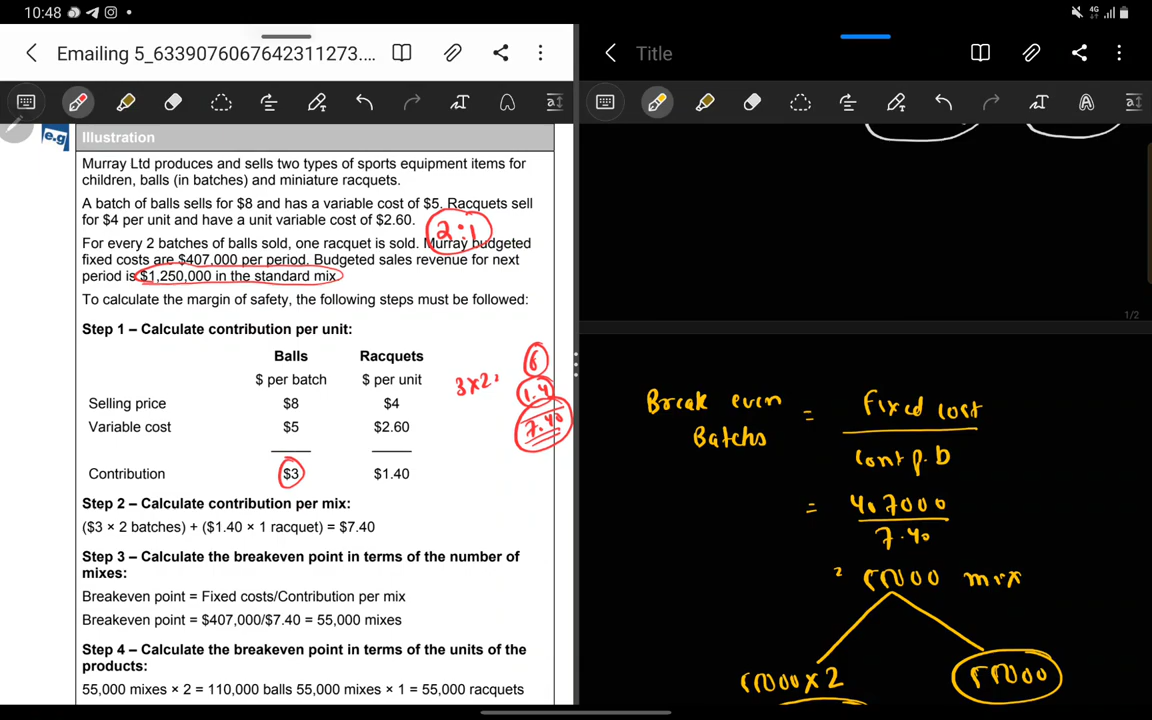 10:48
4G
Emailing 5_6339076067642311273....
Title
e.g
Illustration
Murray Ltd produces and sells two types of sports equipment items for
children, balls (in batches) and miniature racquets.
A batch of balls sells for $8 and has a variable cost of $5. Racquets sell
for $4 per unit and have a unit variable cost of $2.60.
2:1
For every 2 batches of balls sold, one racquet is sold. Murray budgeted
fixed costs are $407,000 per period. Budgeted sales revenue for next
period is $1,250,000 in the standard mix.
To calculate the margin of safety, the following steps must be followed:
Step 1 – Calculate contribution per unit:
Balls Racquets
$ per batch $ per unit
Selling price $8 $4
Variable cost $5 $2.60
Contribution $3 $1.40
3x2= 6
1.4
7.40
Step 2 – Calculate contribution per mix:
($3 × 2 batches) + ($1.40 × 1 racquet) = $7.40
Step 3 – Calculate the breakeven point in terms of the number of
mixes:
Breakeven point = Fixed costs/Contribution per mix
Breakeven point = $407,000/$7.40 = 55,000 mixes
Step 4 – Calculate the breakeven point in terms of the units of the
products:
55,000 mixes × 2 = 110,000 balls 55,000 mixes × 1 = 55,000 racquets
1/2
Break even
Batchs
= Fixed cost
cont p.b
= 407000
7.40
= 55000 mix
55000x2 55000